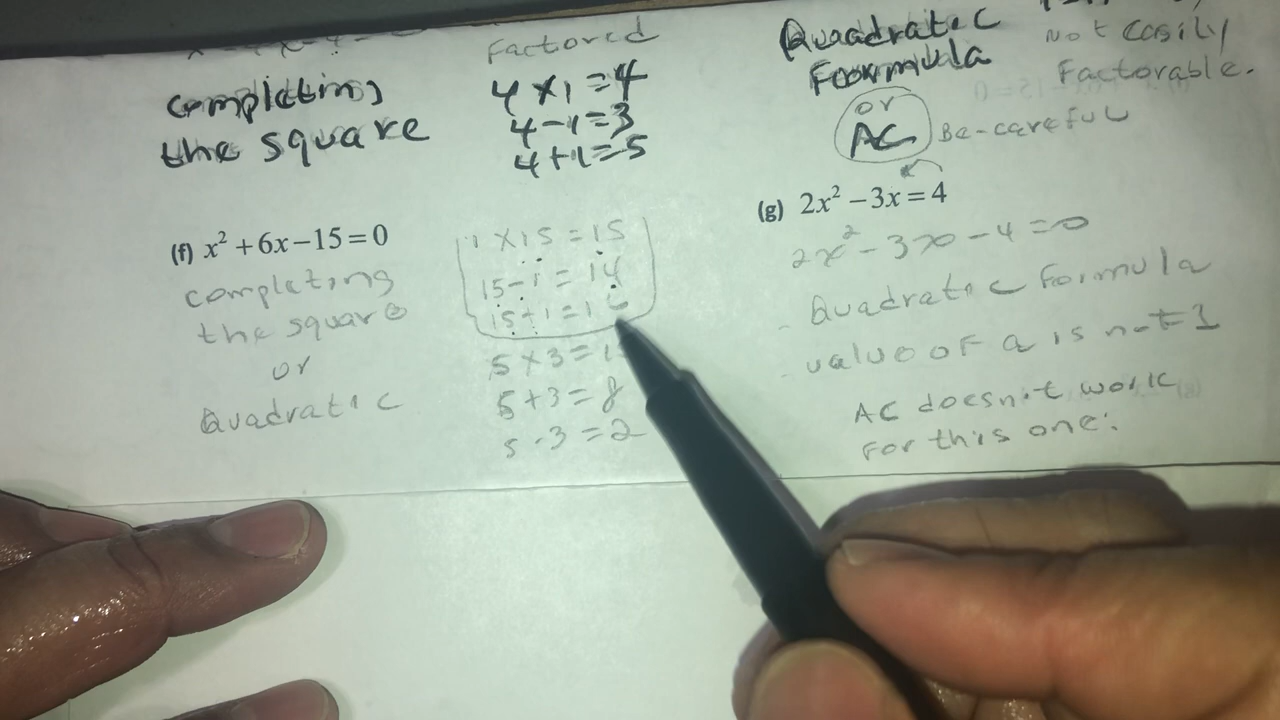 Factored
completing
the square
4 × 1 = 4
4 - 1 = 3
4 + 1 = 5
Quadratic
Formula
or
AC
Not easily
Factorable.
Be-careful
(f) x² + 6x − 15 = 0
completing
the square
or
Quadratic
1 × 15 = 15
15 - 1 = 14
15 + 1 = 16
5 × 3 = 1
5 + 3 = 8
5 - 3 = 2
(g) 2x² − 3x = 4
2x² - 3x - 4 = 0
- Quadratic Formula
- value of a is not 1
AC doesn't work
for this one.